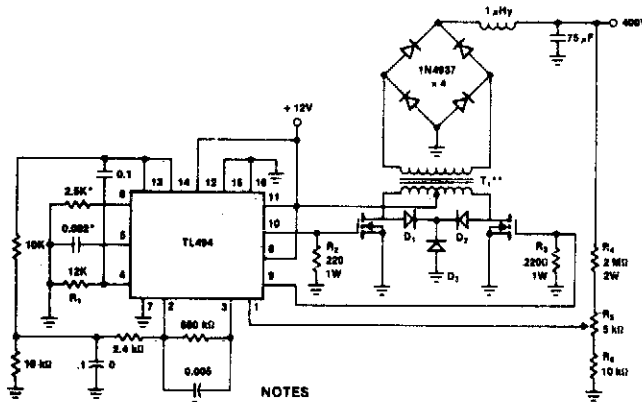 1 µHy
400V
75 µF
1N4937
× 4
+ 12V
0.1
13 14 12 15 16
T₁**
2.5K*
6
11
0.002*
5
TL494
10
10K
R₂
220
1W
D₁
D₂
R₃
220Ω
1W
R₄
2 MΩ
2W
12K
4
8
R₁
9
D₃
7 2 3 1
R₅
5 kΩ
2.4 kΩ
10 kΩ
.1
0
0.005
R₆
10 kΩ
NOTES